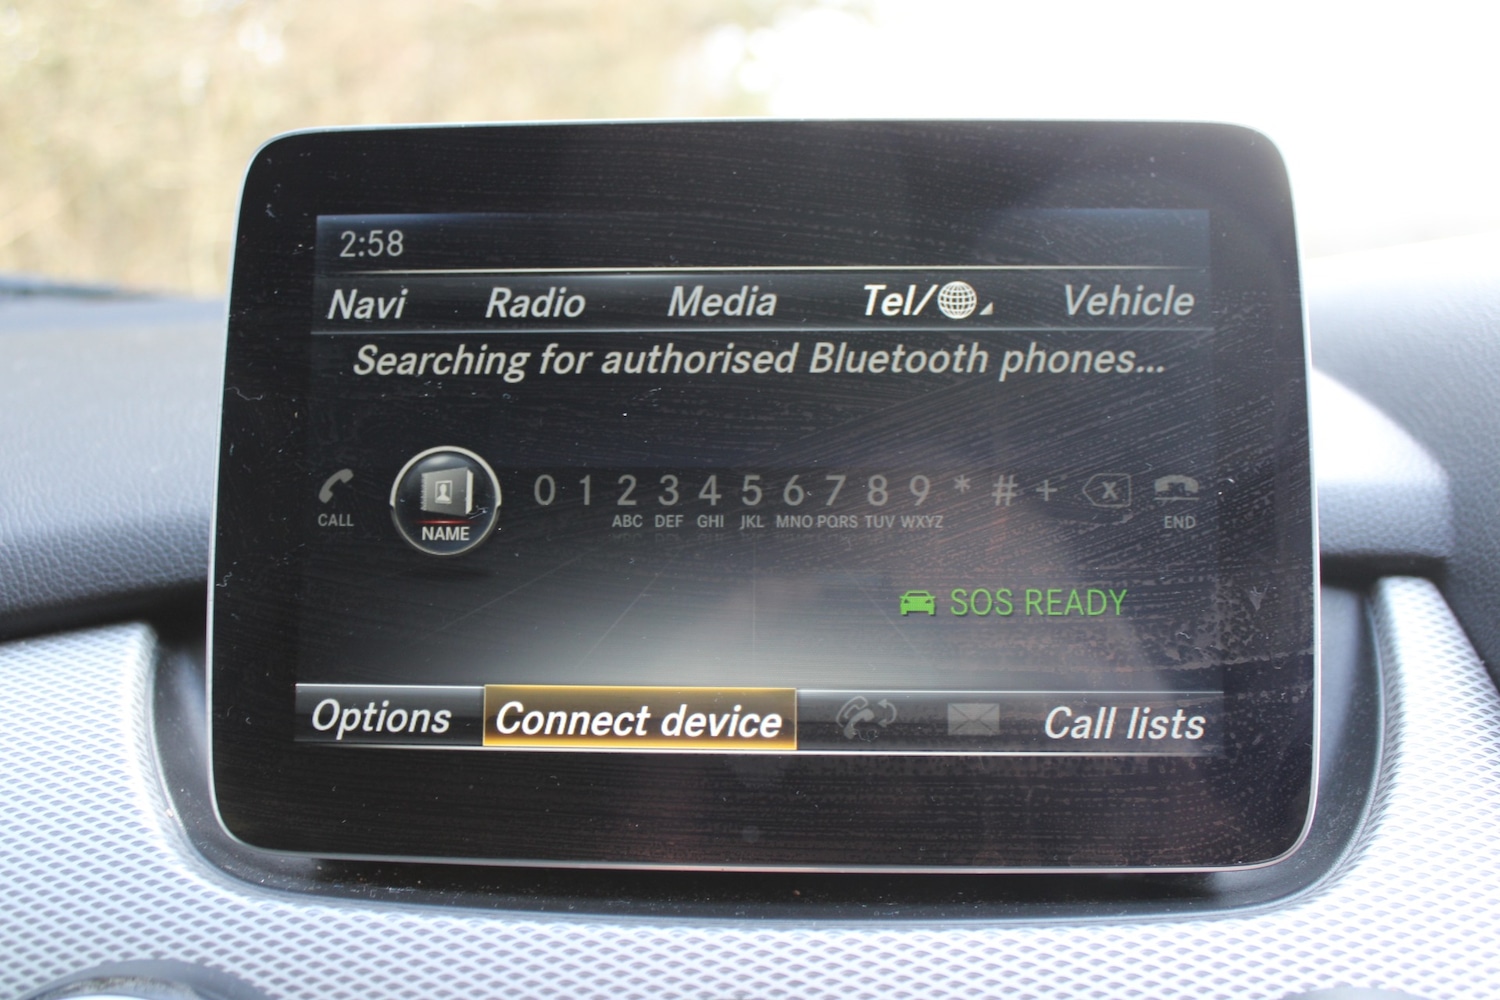 2:58
Navi Radio Media Tel/ Vehicle
Searching for authorised Bluetooth phones...
CALL NAME 0 1 2 3 4 5 6 7 8 9 * # + X END
ABC DEF GHI JKL MNO PQRS TUV WXYZ
SOS READY
Options Connect device Call lists